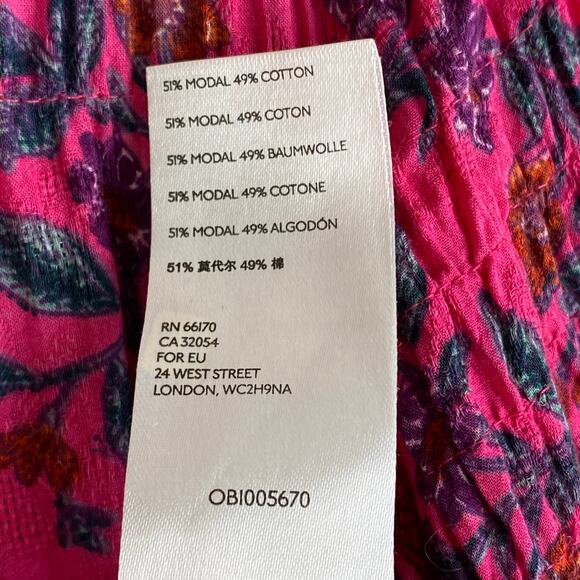 51% MODAL 49% COTTON
51% MODAL 49% COTON
51% MODAL 49% BAUMWOLLE
51% MODAL 49% COTONE
51% MODAL 49% ALGODÓN
51% 莫代尔 49% 棉
RN 66170
CA 32054
FOR EU
24 WEST STREET
LONDON, WC2H9NA
OB1005670